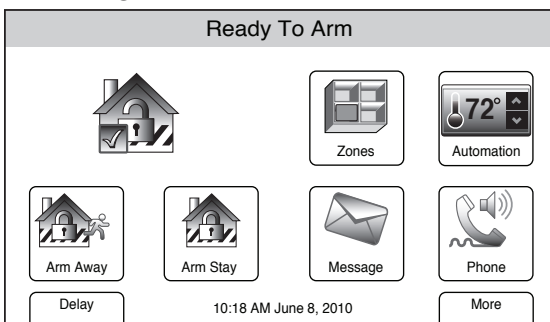 Ready To Arm
72°
Zones
Automation
Arm Away
Arm Stay
Message
Phone
Delay
10:18 AM June 8, 2010
More